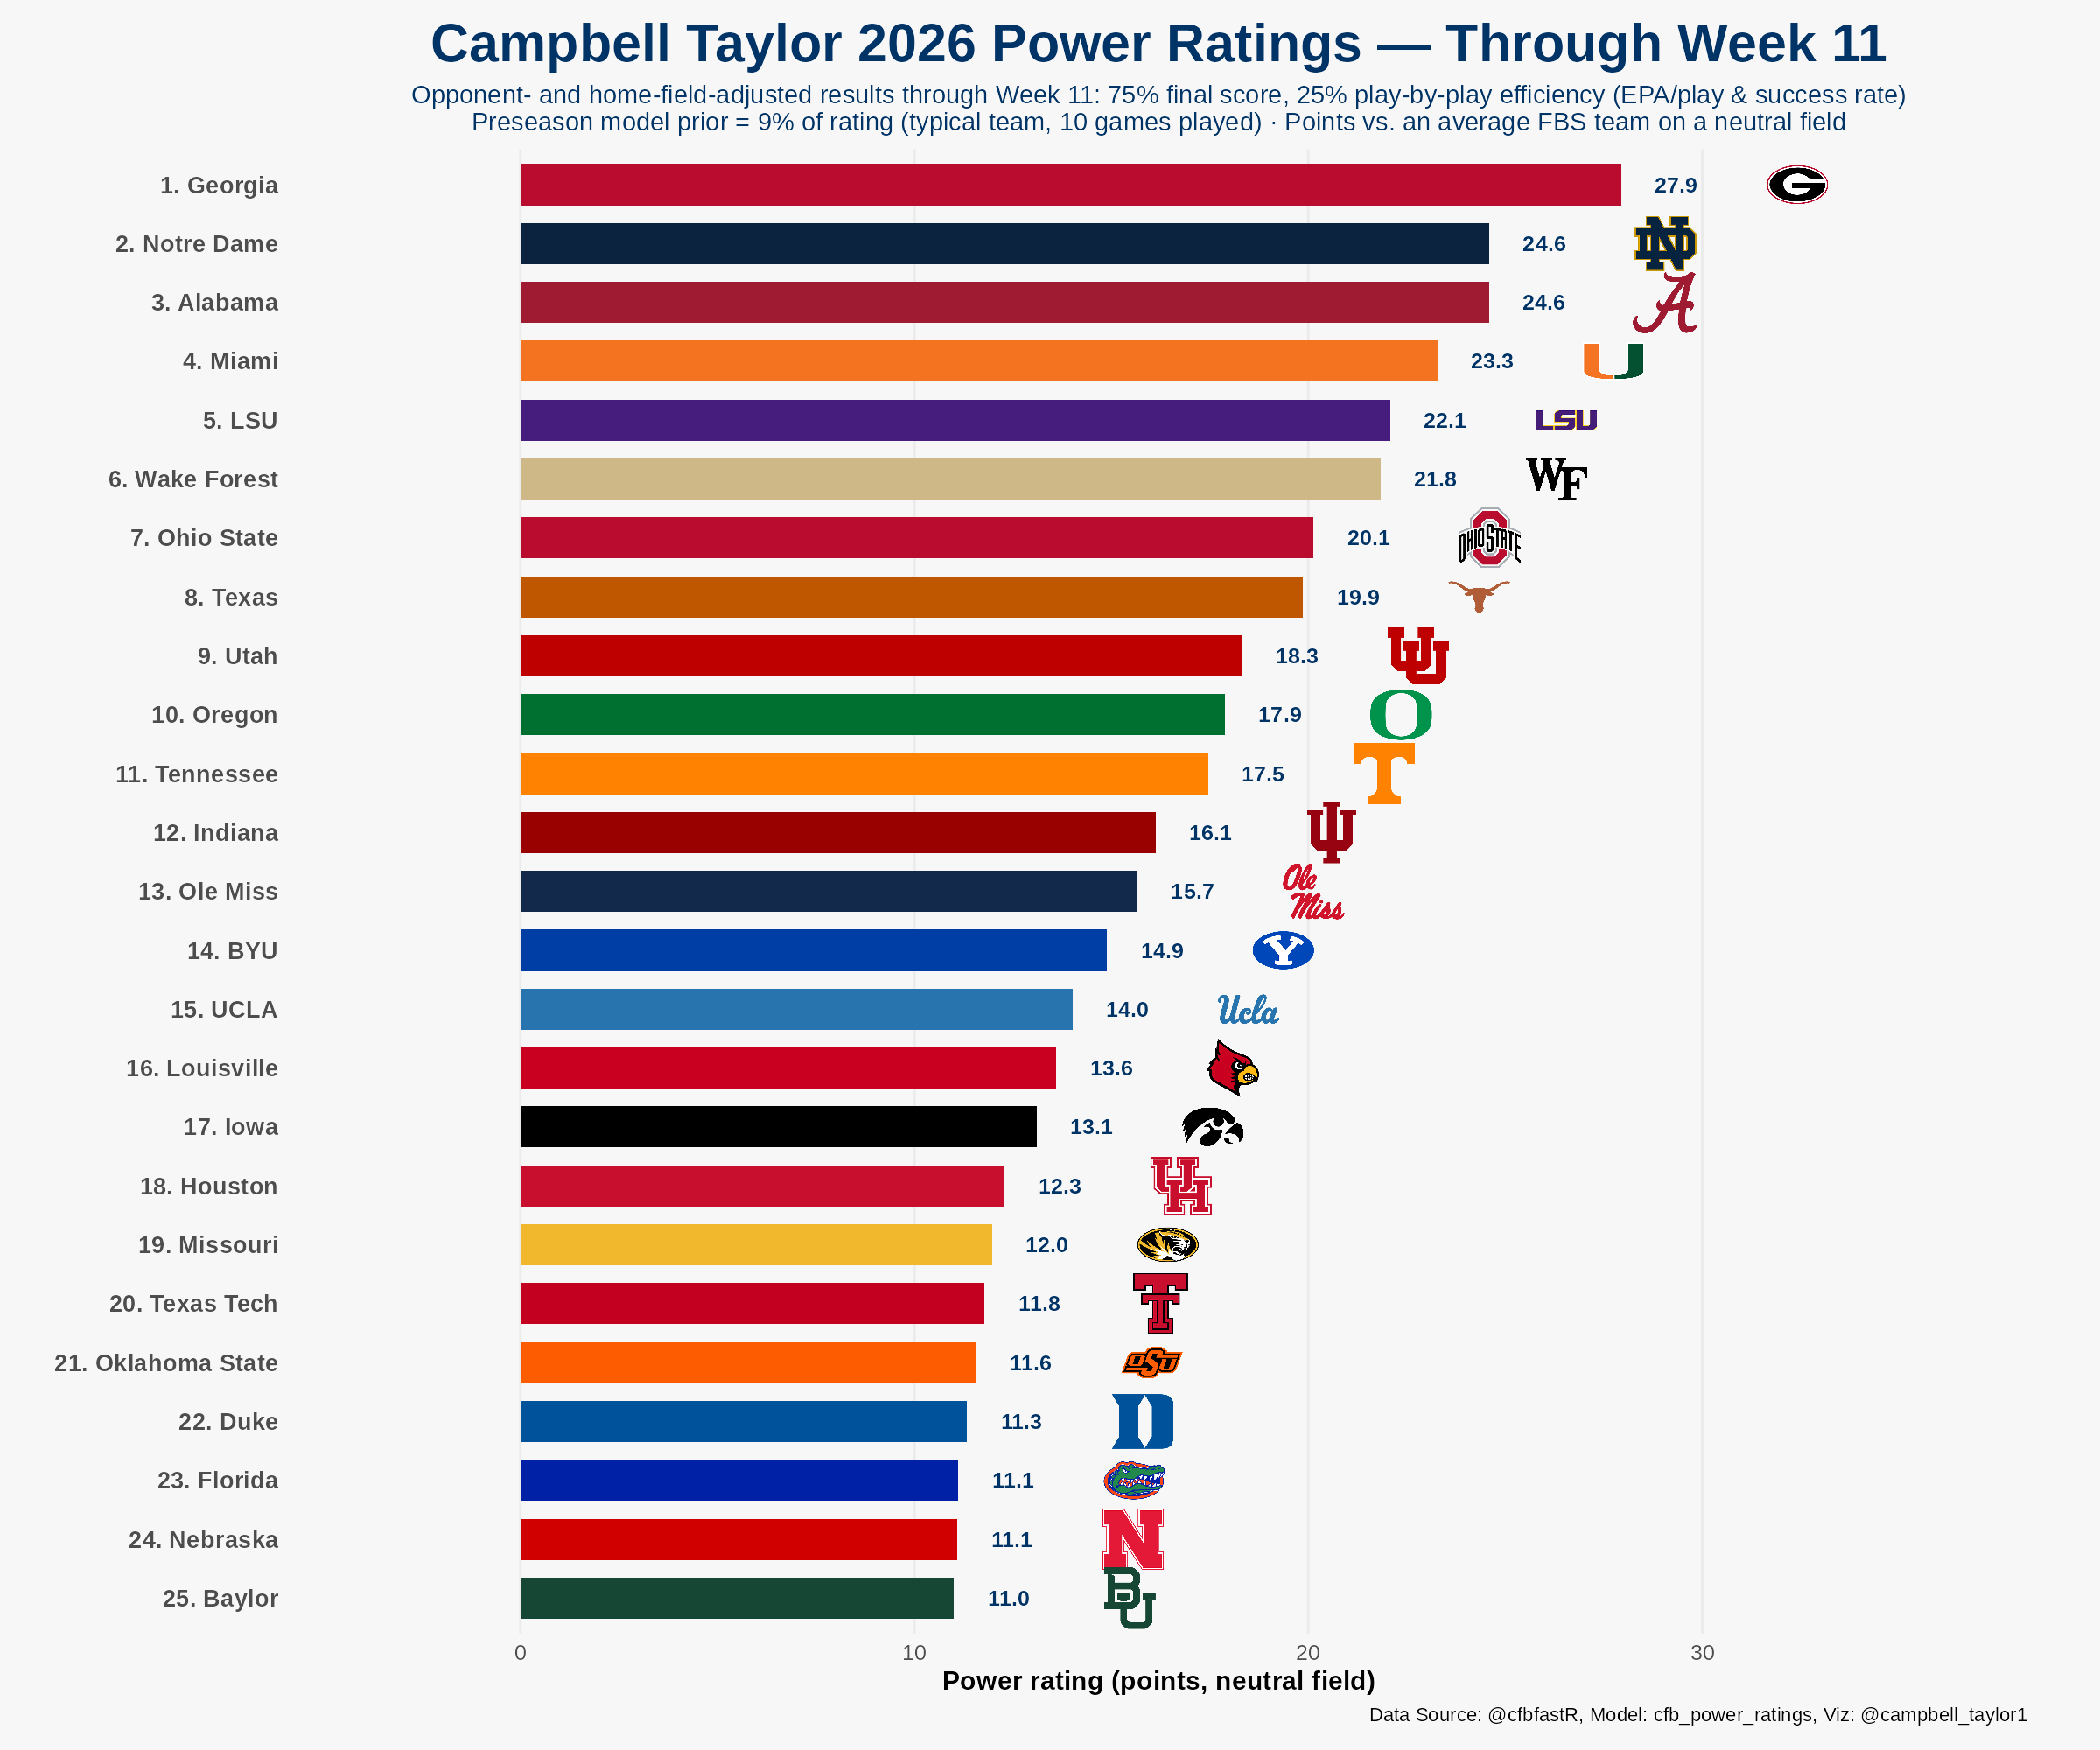 Campbell Taylor 2026 Power Ratings — Through Week 11
Opponent- and home-field-adjusted results through Week 11: 75% final score, 25% play-by-play efficiency (EPA/play & success rate)
Preseason model prior = 9% of rating (typical team, 10 games played) · Points vs. an average FBS team on a neutral field
1. Georgia 27.9 G
2. Notre Dame 24.6 ND
3. Alabama 24.6 A
4. Miami 23.3 U
5. LSU 22.1 LSU
6. Wake Forest 21.8 WF
7. Ohio State 20.1 OHIO STATE
8. Texas 19.9
9. Utah 18.3 UU
10. Oregon 17.9 O
11. Tennessee 17.5 T
12. Indiana 16.1 IU
13. Ole Miss 15.7 Ole Miss
14. BYU 14.9 Y
15. UCLA 14.0 Ucla
16. Louisville 13.6
17. Iowa 13.1
18. Houston 12.3 UH
19. Missouri 12.0
20. Texas Tech 11.8 TT
21. Oklahoma State 11.6 OSU
22. Duke 11.3 D
23. Florida 11.1
24. Nebraska 11.1 N
25. Baylor 11.0 BU
0 10 20 30
Power rating (points, neutral field)
Data Source: @cfbfastR, Model: cfb_power_ratings, Viz: @campbell_taylor1